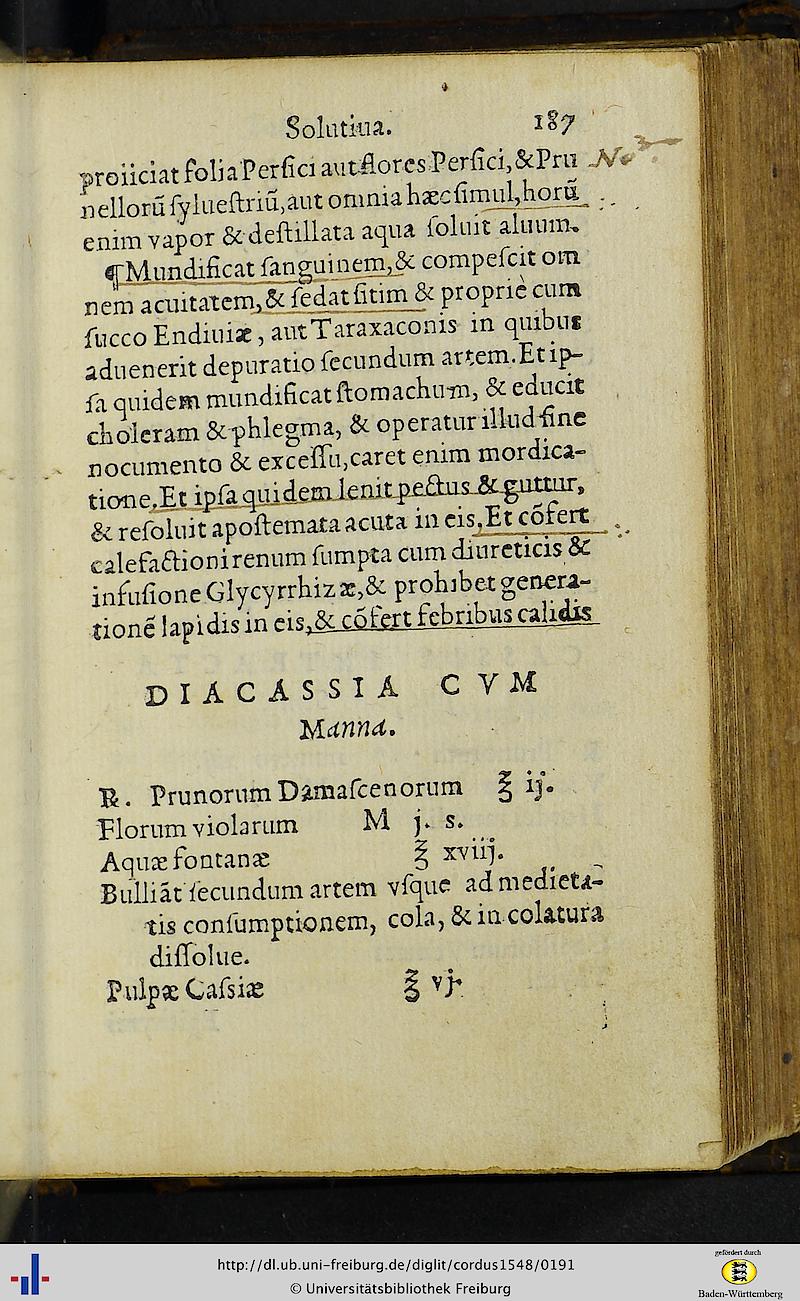 Solutiua. 187
proiiciat folia Perſici aut flores Perſici, & Pru
nellorũ ſylueſtriũ, aut omnia hæc ſimul, horũ
enim vapor & deſtillata aqua ſoluit aluum.
¶ Mundificat ſanguinem, & compeſcit om
nem acuitatem, & ſedat ſitim & proprie cum
ſucco Endiuiæ, aut Taraxaconis in quibus
aduenerit depuratio ſecundum artem. Et ip-
ſa quidem mundificat ſtomachum, & educit
choleram & phlegma, & operatur illud ſine
nocumento & exceſſu, caret enim mordica-
tione. Et ipſa quidem lenit pectus & guttur,
& reſoluit apoſtemata acuta in eis, Et cõfert
calefactioni renum ſumpta cum diureticis &
infuſione Glycyrrhizæ, & prohibet genera-
tionẽ lapidis in eis, & cõfert febribus calidis
DIACASSIA CVM
Manna.
℞. Prunorum Damaſcenorum ℥ ij.
Florum violarum M j. s.
Aquæ fontanæ ℥ xviij.
Bulliãt ſecundum artem vſque ad medieta-
tis conſumptionem, cola, & in colatura
diſſolue.
Pulpæ Caſsiæ ℥ vj.
http://dl.ub.uni-freiburg.de/diglit/cordus1548/0191
© Universitätsbibliothek Freiburg
gefördert durch
Baden-Württemberg